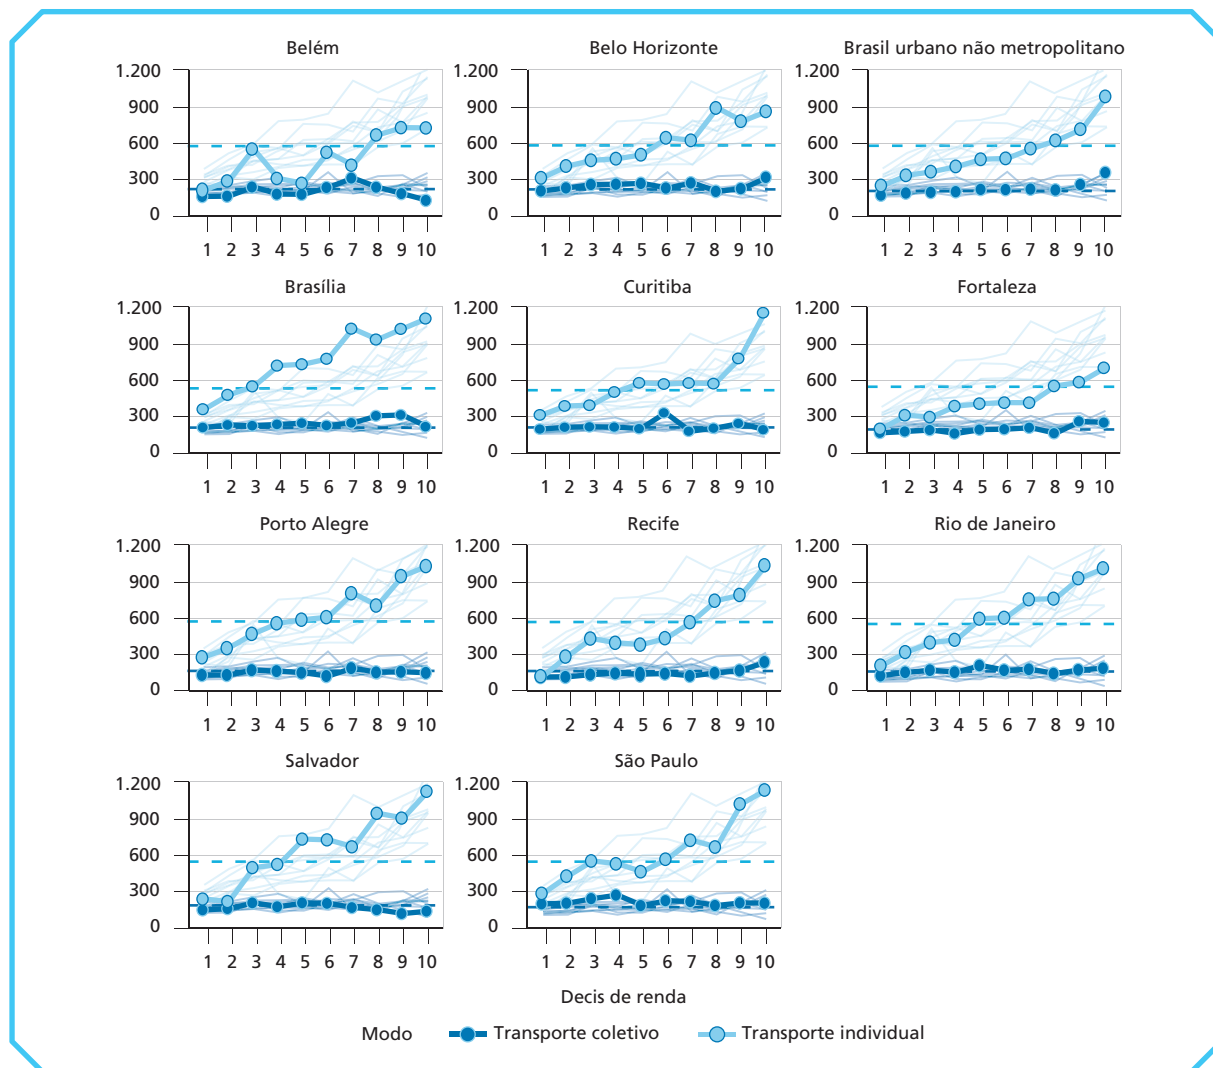 Belém
Belo Horizonte
Brasil urbano não metropolitano
1.200
900
600
300
0
1 2 3 4 5 6 7 8 9 10
1.200
900
600
300
0
1 2 3 4 5 6 7 8 9 10
1.200
900
600
300
0
1 2 3 4 5 6 7 8 9 10
Brasília
Curitiba
Fortaleza
1.200
900
600
300
0
1 2 3 4 5 6 7 8 9 10
1.200
900
600
300
0
1 2 3 4 5 6 7 8 9 10
1.200
900
600
300
0
1 2 3 4 5 6 7 8 9 10
Porto Alegre
Recife
Rio de Janeiro
1.200
900
600
300
0
1 2 3 4 5 6 7 8 9 10
1.200
900
600
300
0
1 2 3 4 5 6 7 8 9 10
1.200
900
600
300
0
1 2 3 4 5 6 7 8 9 10
Salvador
São Paulo
1.200
900
600
300
0
1 2 3 4 5 6 7 8 9 10
1.200
900
600
300
0
1 2 3 4 5 6 7 8 9 10
Decis de renda
Modo Transporte coletivo Transporte individual